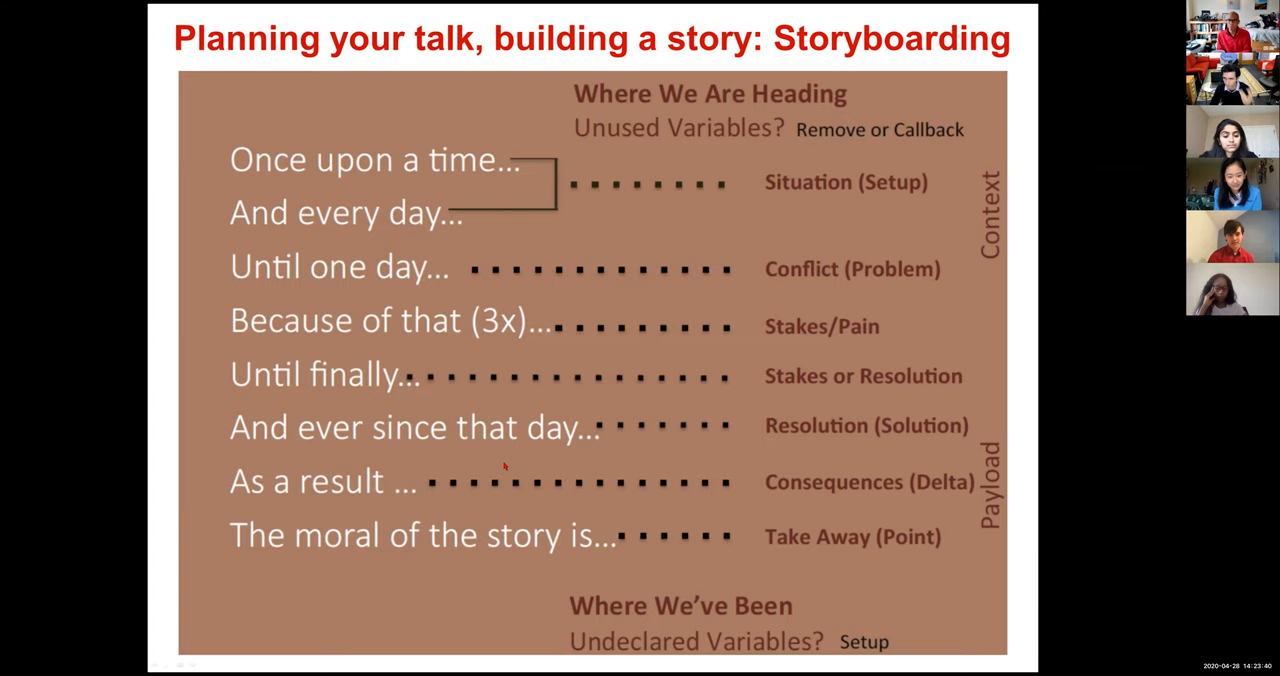 Planning your talk, building a story: Storyboarding
Where We Are Heading
Unused Variables? Remove or Callback
Once upon a time...
And every day...
Situation (Setup)
Until one day... Conflict (Problem)
Because of that (3x)... Stakes/Pain
Until finally... Stakes or Resolution
And ever since that day... Resolution (Solution)
As a result ... Consequences (Delta)
The moral of the story is... Take Away (Point)
Context
Payload
Where We've Been
Undeclared Variables? Setup
2020-04-28 14:23:40